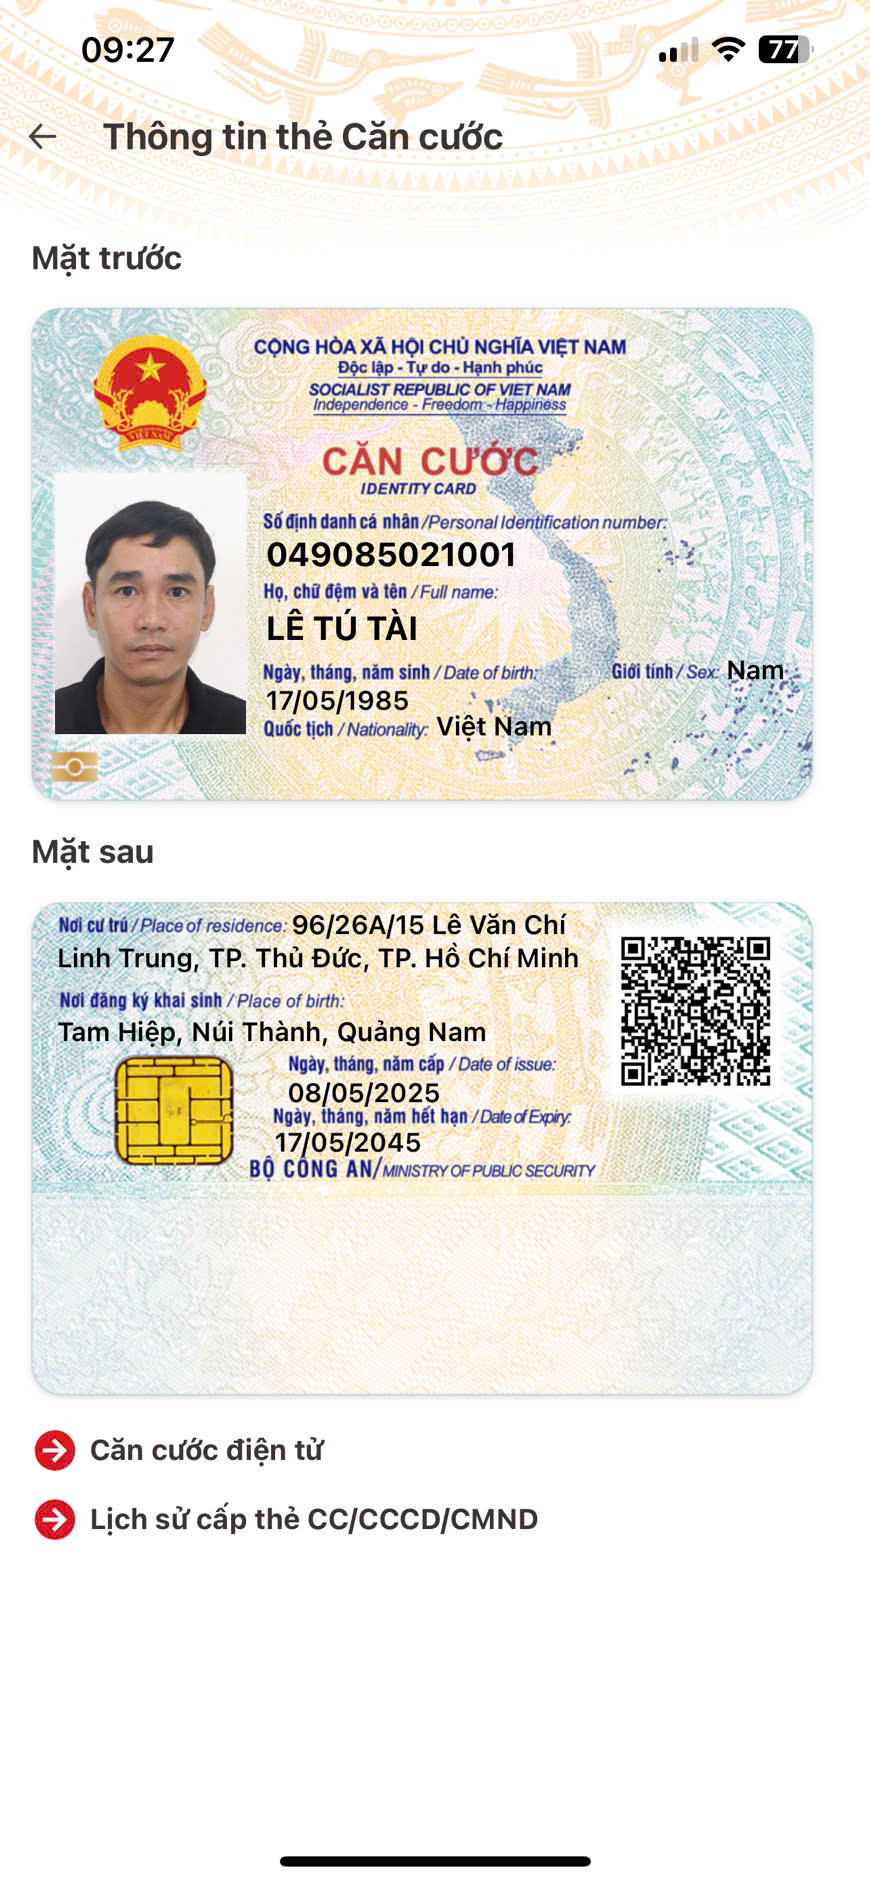 09:27
77
Thông tin thẻ Căn cước
Mặt trước
CỘNG HÒA XÃ HỘI CHỦ NGHĨA VIỆT NAM
Độc lập - Tự do - Hạnh phúc
SOCIALIST REPUBLIC OF VIET NAM
Independence - Freedom - Happiness
VIỆT NAM
CĂN CƯỚC
IDENTITY CARD
Số định danh cá nhân / Personal Identification number:
049085021001
Họ, chữ đệm và tên / Full name:
LÊ TÚ TÀI
Ngày, tháng, năm sinh / Date of birth: Giới tính / Sex: Nam
17/05/1985
Quốc tịch / Nationality: Việt Nam
Mặt sau
Nơi cư trú / Place of residence: 96/26A/15 Lê Văn Chí
Linh Trung, TP. Thủ Đức, TP. Hồ Chí Minh
Nơi đăng ký khai sinh / Place of birth:
Tam Hiệp, Núi Thành, Quảng Nam
Ngày, tháng, năm cấp / Date of issue:
08/05/2025
Ngày, tháng, năm hết hạn / Date of Expiry:
17/05/2045
BỘ CÔNG AN/MINISTRY OF PUBLIC SECURITY
Căn cước điện tử
Lịch sử cấp thẻ CC/CCCD/CMND